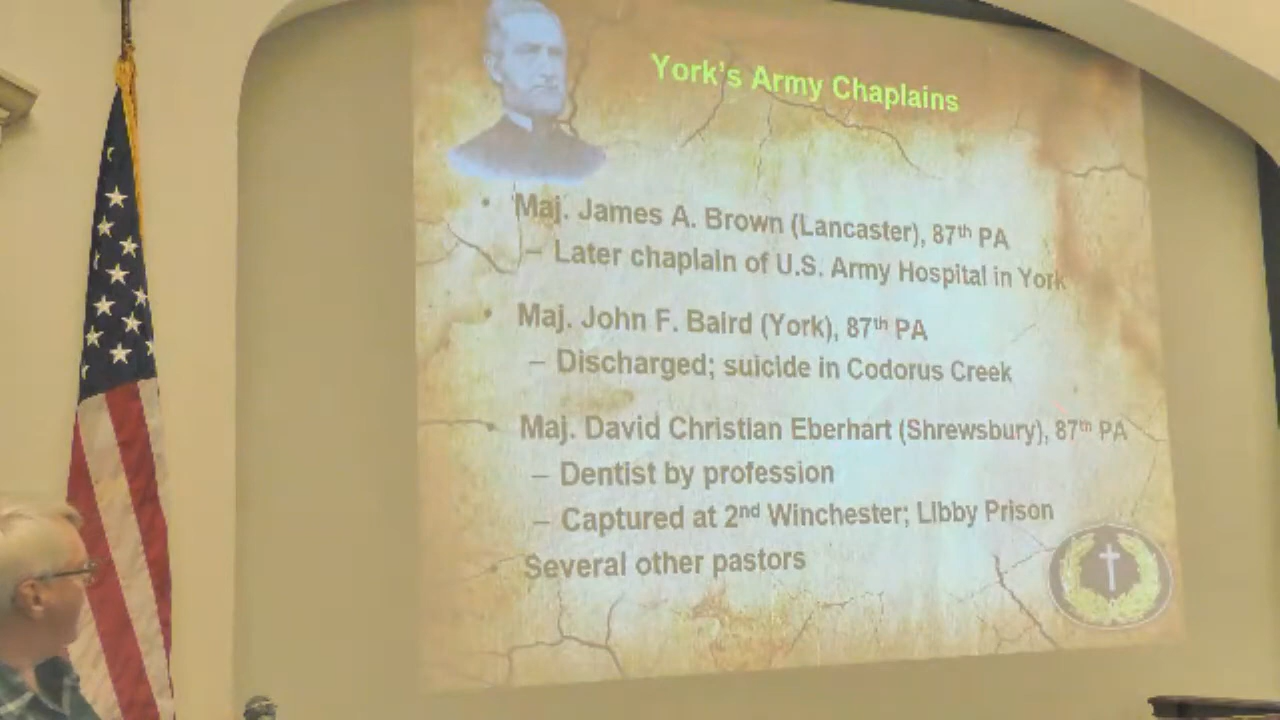 York's Army Chaplains
• Maj. James A. Brown (Lancaster), 87th PA
– Later chaplain of U.S. Army Hospital in York
• Maj. John F. Baird (York), 87th PA
– Discharged; suicide in Codorus Creek
• Maj. David Christian Eberhart (Shrewsbury), 87th PA
– Dentist by profession
– Captured at 2nd Winchester; Libby Prison
• Several other pastors